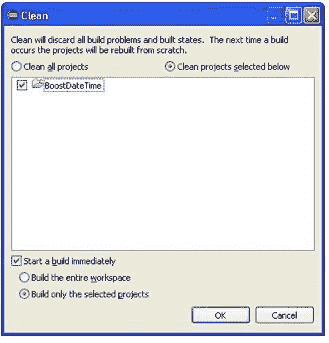 Clean
Clean will discard all build problems and built states. The next time a build
occurs the projects will be rebuilt from scratch.
Clean all projects Clean projects selected below
BoostDateTime
Start a build immediately
Build the entire workspace
Build only the selected projects
OK Cancel